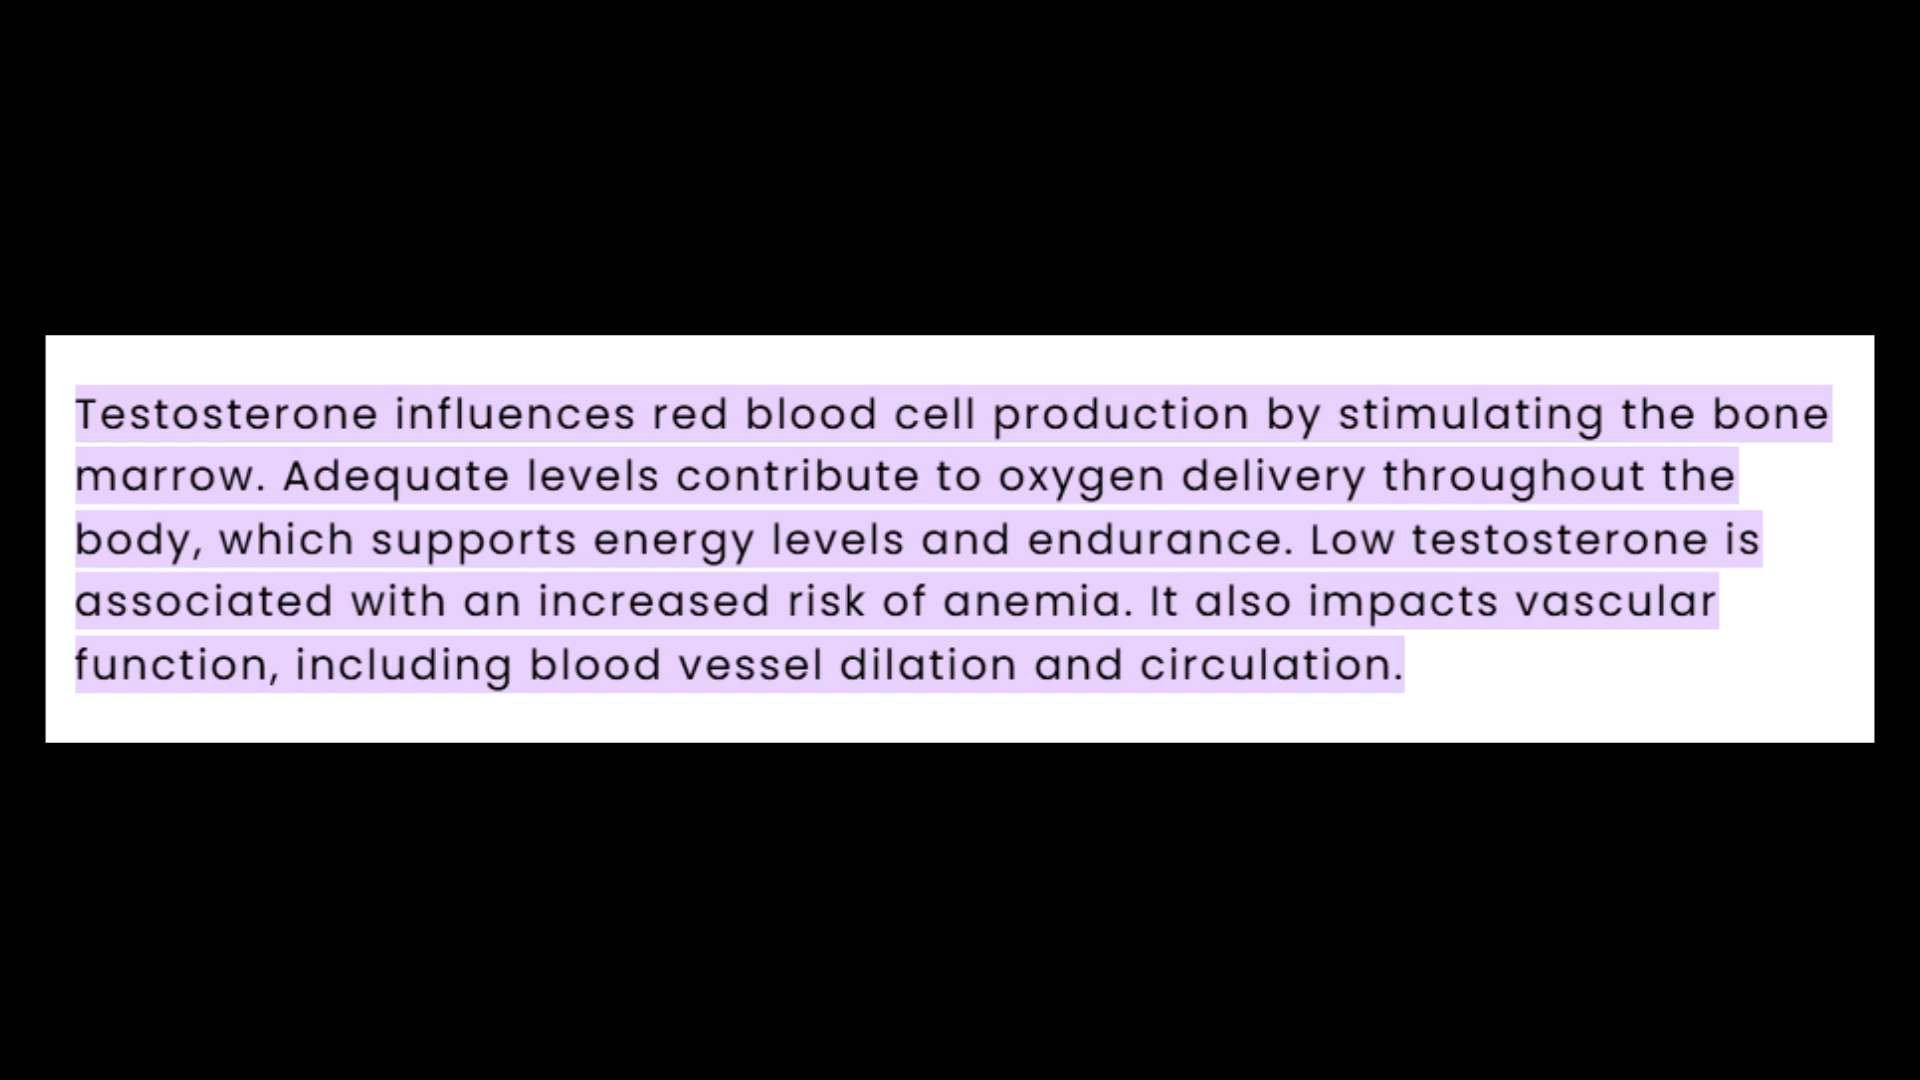 Testosterone influences red blood cell production by stimulating the bone
marrow. Adequate levels contribute to oxygen delivery throughout the
body, which supports energy levels and endurance. Low testosterone is
associated with an increased risk of anemia. It also impacts vascular
function, including blood vessel dilation and circulation.